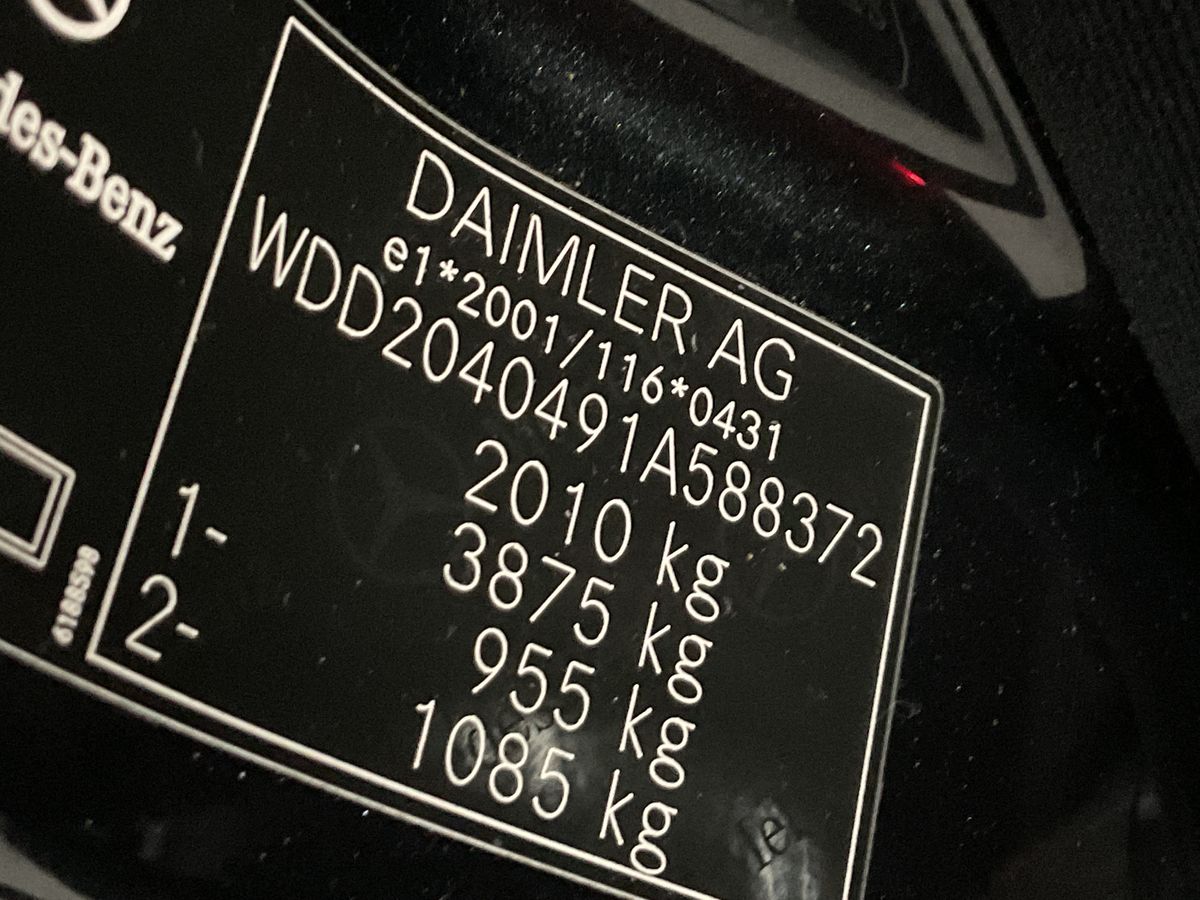 des-Benz
DAIMLER AG
e1*2001/116*0431
WDD2040491A588372
2010 kg
3875 kg
1- 955 kg
2- 1085 kg